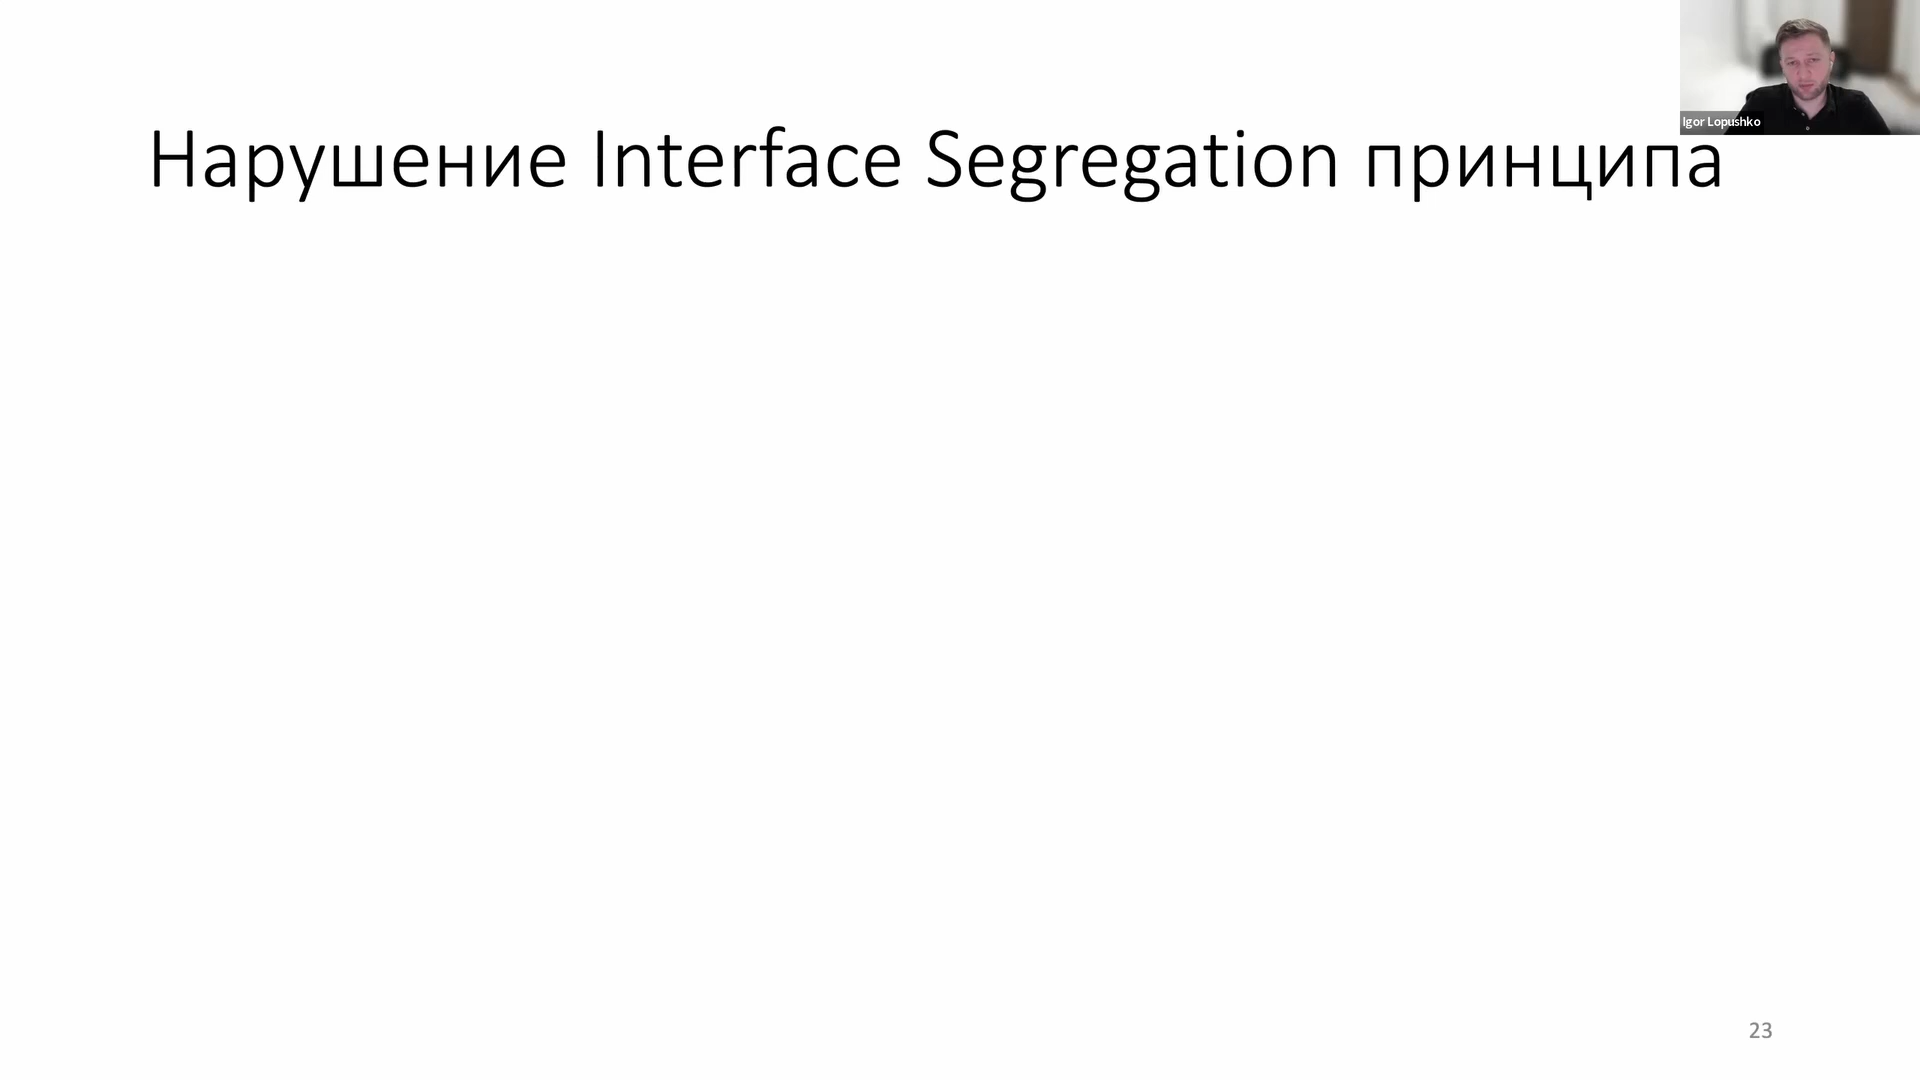 Igor Lopushko
Нарушение Interface Segregation принципа
23